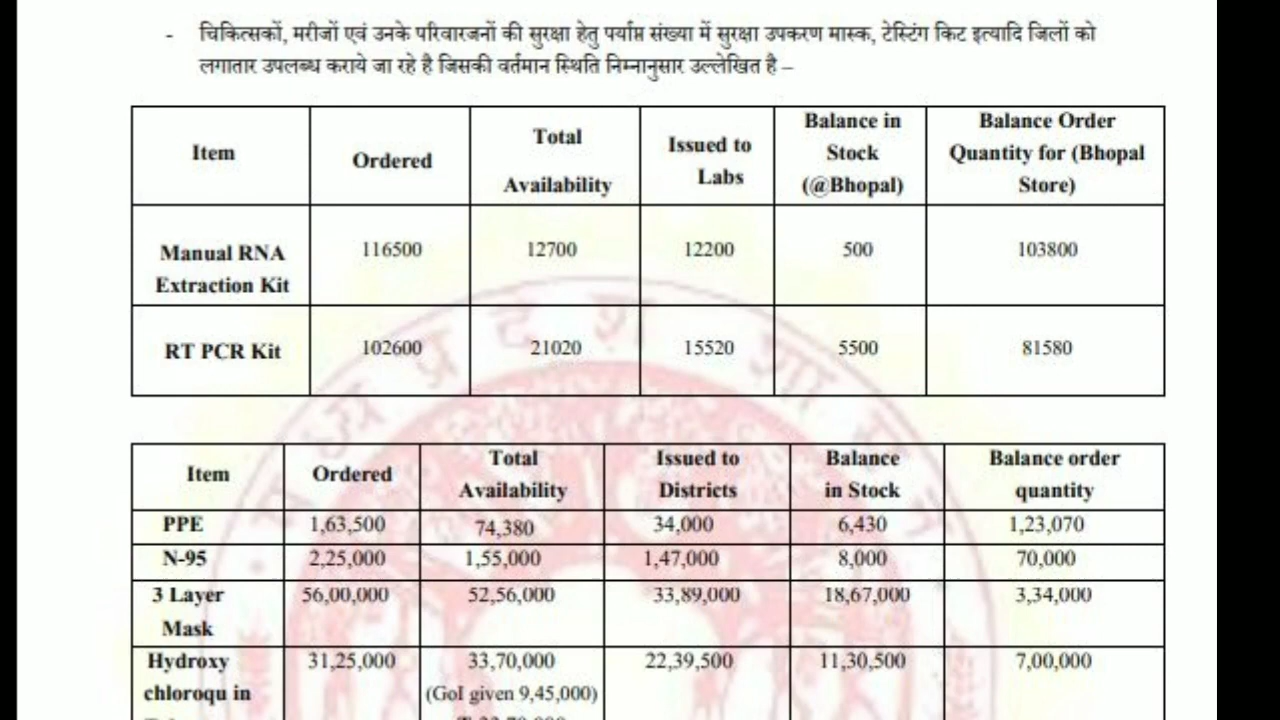 - चिकित्सकों, मरीजों एवं उनके परिवारजनों की सुरक्षा हेतु पर्याप्त संख्या में सुरक्षा उपकरण मास्क, टेस्टिंग किट इत्यादि जिलों को
लगातार उपलब्ध कराये जा रहे है जिसकी वर्तमान स्थिति निम्नानुसार उल्लेखित है –
Item Ordered Total Availability Issued to Labs Balance in Stock (@Bhopal) Balance Order Quantity for (Bhopal Store)
Manual RNA Extraction Kit 116500 12700 12200 500 103800
RT PCR Kit 102600 21020 15520 5500 81580
Item Ordered Total Availability Issued to Districts Balance in Stock Balance order quantity
PPE 1,63,500 74,380 34,000 6,430 1,23,070
N-95 2,25,000 1,55,000 1,47,000 8,000 70,000
3 Layer Mask 56,00,000 52,56,000 33,89,000 18,67,000 3,34,000
Hydroxy chloroqu in 31,25,000 33,70,000 (GoI given 9,45,000) 22,39,500 11,30,500 7,00,000
मध्य प्रदेश शासन